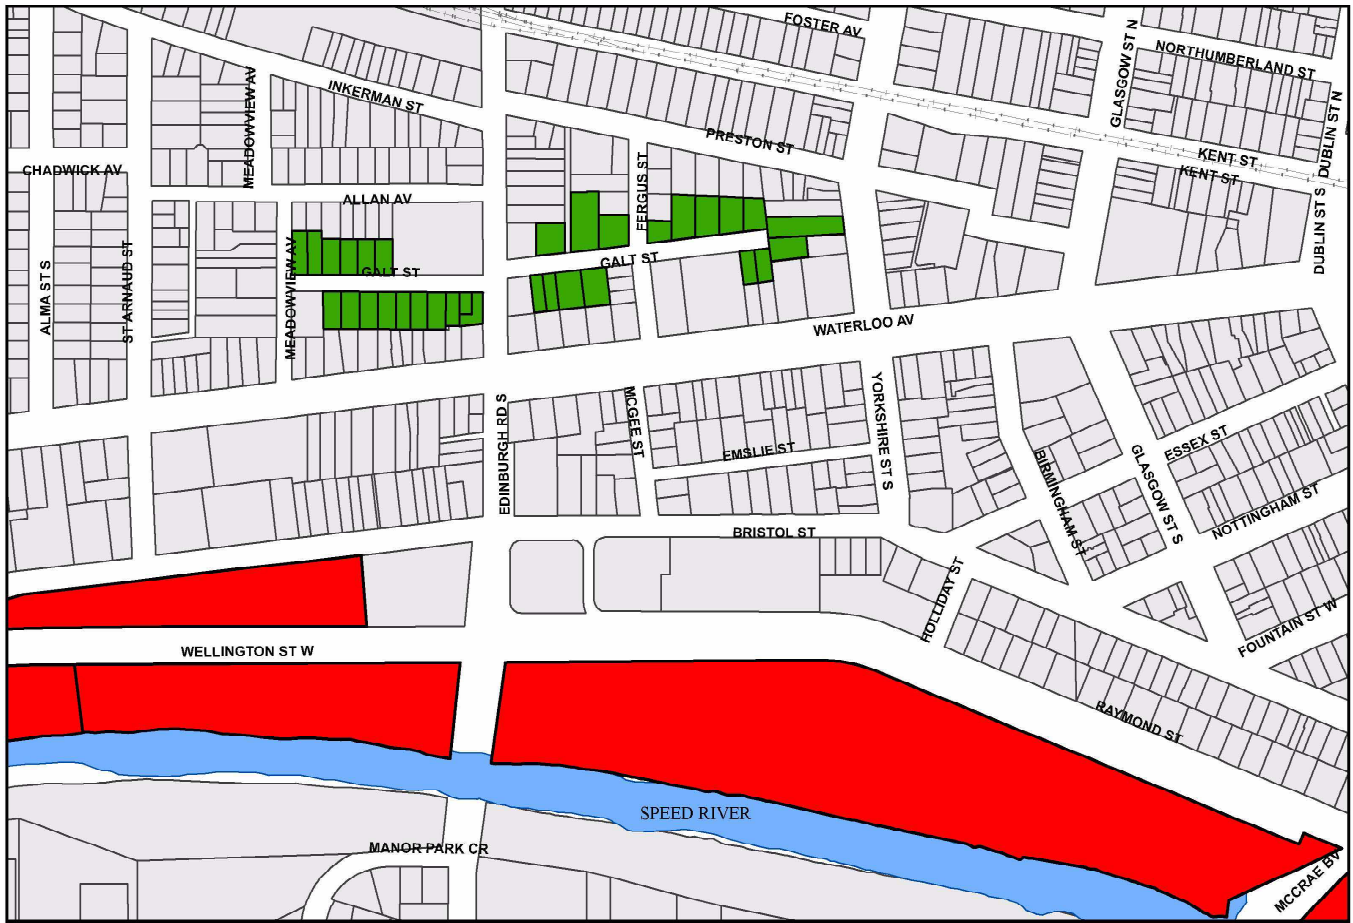 FOSTER AV
NORTHUMBERLAND ST
GLASGOW ST N
INKERMAN ST
MEADOWVIEW AV
DUBLIN ST N
PRESTON ST
KENT ST
KENT ST
CHADWICK AV
FERGUS ST
ALLAN AV
DUBLIN ST S
ALMA ST S
ST ARNAUD ST
MEADOWVIEW AV
GALT ST
GALT ST
WATERLOO AV
EDINBURGH RD S
MCGEE ST
YORKSHIRE ST S
EMSLIE ST
ESSEX ST
BIRMINGHAM ST
GLASGOW ST S
NOTTINGHAM ST
BRISTOL ST
HOLLIDAY ST
FOUNTAIN ST W
WELLINGTON ST W
RAYMOND ST
SPEED RIVER
MANOR PARK CR
MCCRAE BV